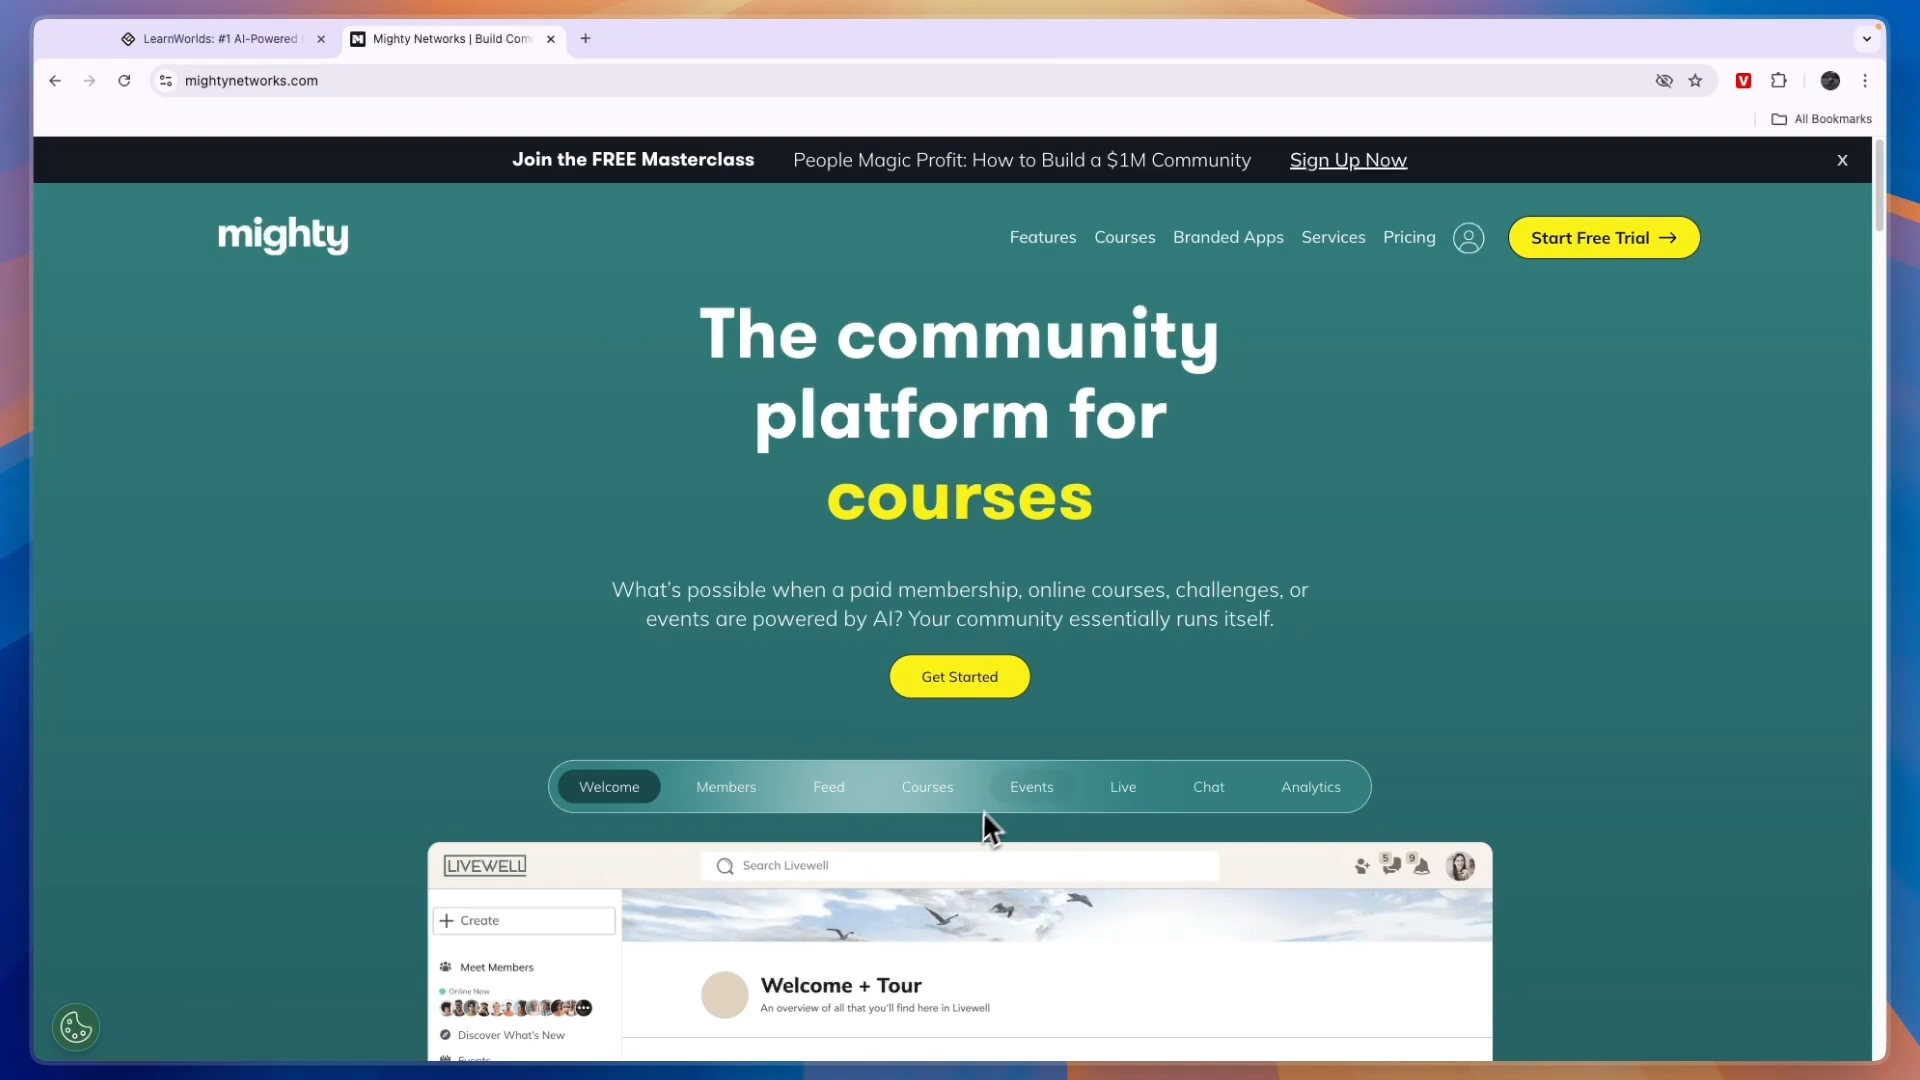 LearnWorlds: #1 AI-Powered
Mighty Networks | Build Com
mightynetworks.com
All Bookmarks
Join the FREE Masterclass People Magic Profit: How to Build a $1M Community Sign Up Now X
mighty
Features Courses Branded Apps Services Pricing Start Free Trial →
The community
platform for
courses
What's possible when a paid membership, online courses, challenges, or
events are powered by AI? Your community essentially runs itself.
Get Started
Welcome Members Feed Courses Events Live Chat Analytics
LIVEWELL Search Livewell 5 9
+ Create
Meet Members
Online Now
Discover What's New
Events
Welcome + Tour
An overview of all that you'll find here in Livewell